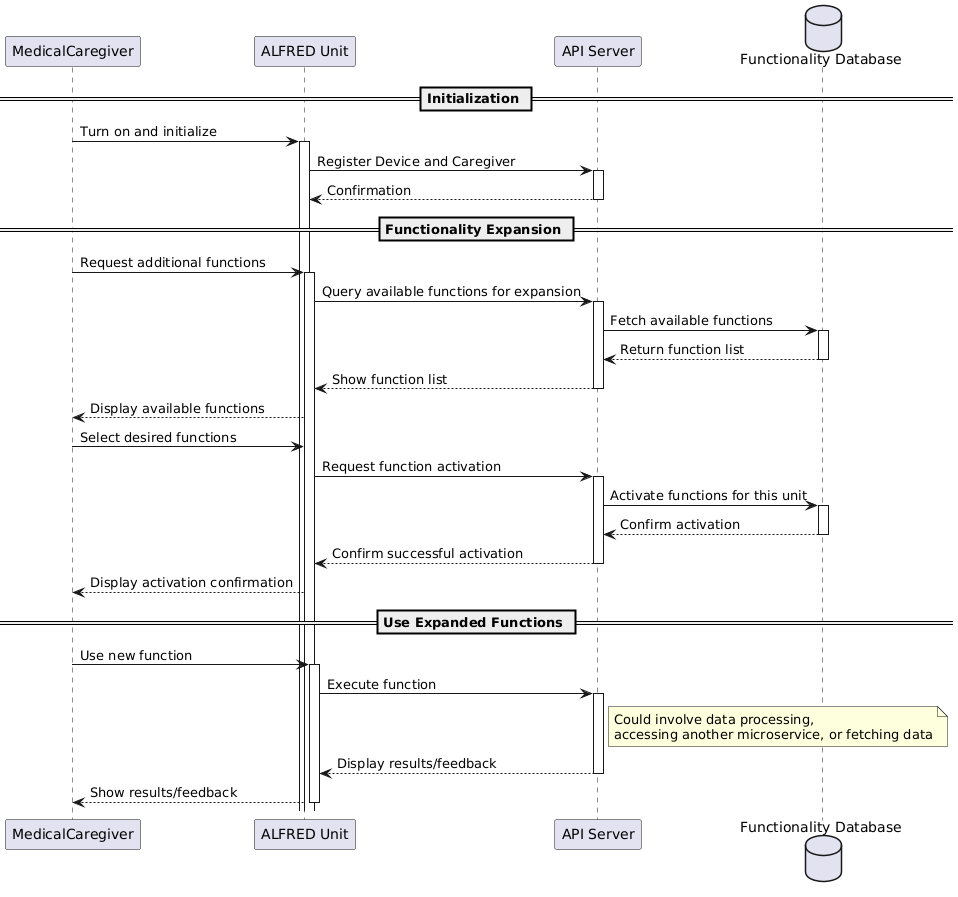 MedicalCaregiver
ALFRED Unit
API Server
Functionality Database
Initialization
Turn on and initialize
Register Device and Caregiver
Confirmation
Functionality Expansion
Request additional functions
Query available functions for expansion
Fetch available functions
Return function list
Show function list
Display available functions
Select desired functions
Request function activation
Activate functions for this unit
Confirm activation
Confirm successful activation
Display activation confirmation
Use Expanded Functions
Use new function
Execute function
Could involve data processing,
accessing another microservice, or fetching data
Display results/feedback
Show results/feedback
MedicalCaregiver
ALFRED Unit
API Server
Functionality Database